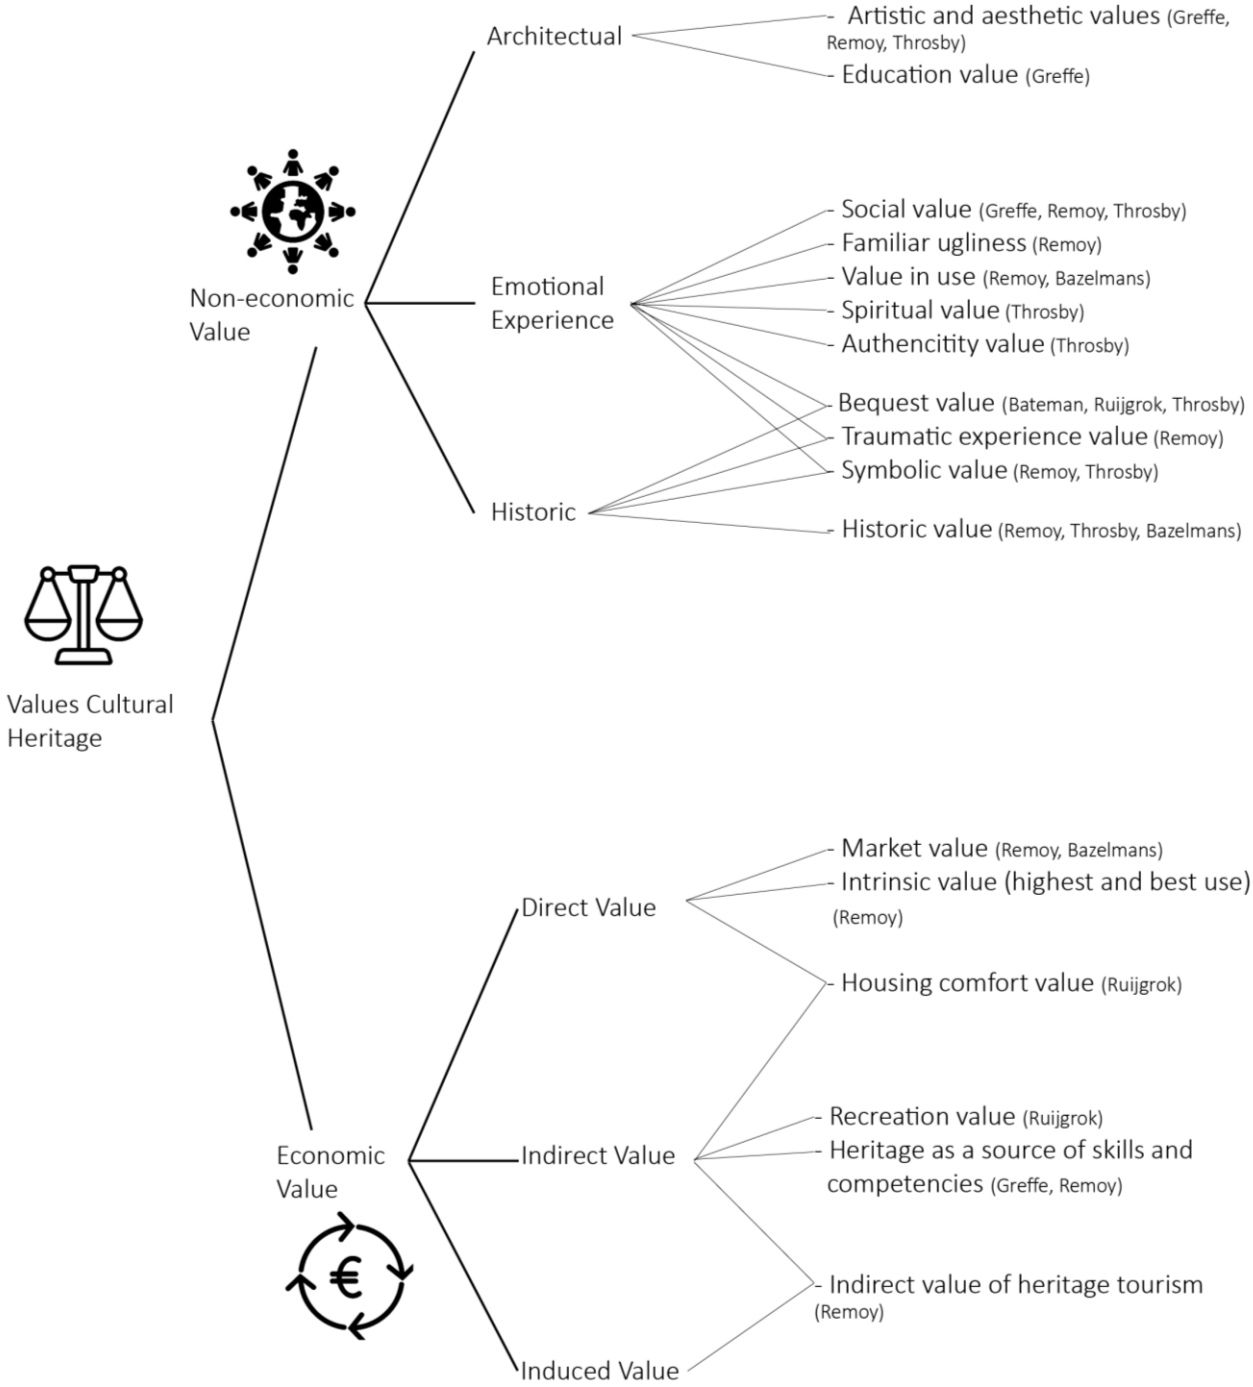 Architectual
- Artistic and aesthetic values (Greffe,
Remoy, Throsby)
- Education value (Greffe)
Non-economic
Value
Emotional
Experience
- Social value (Greffe, Remoy, Throsby)
- Familiar ugliness (Remoy)
- Value in use (Remoy, Bazelmans)
- Spiritual value (Throsby)
- Authencitity value (Throsby)
- Bequest value (Bateman, Ruijgrok, Throsby)
- Traumatic experience value (Remoy)
- Symbolic value (Remoy, Throsby)
Historic
- Historic value (Remoy, Throsby, Bazelmans)
Values Cultural
Heritage
Direct Value
- Market value (Remoy, Bazelmans)
- Intrinsic value (highest and best use)
(Remoy)
- Housing comfort value (Ruijgrok)
Economic
Value
€
Indirect Value
- Recreation value (Ruijgrok)
- Heritage as a source of skills and
competencies (Greffe, Remoy)
- Indirect value of heritage tourism
(Remoy)
Induced Value